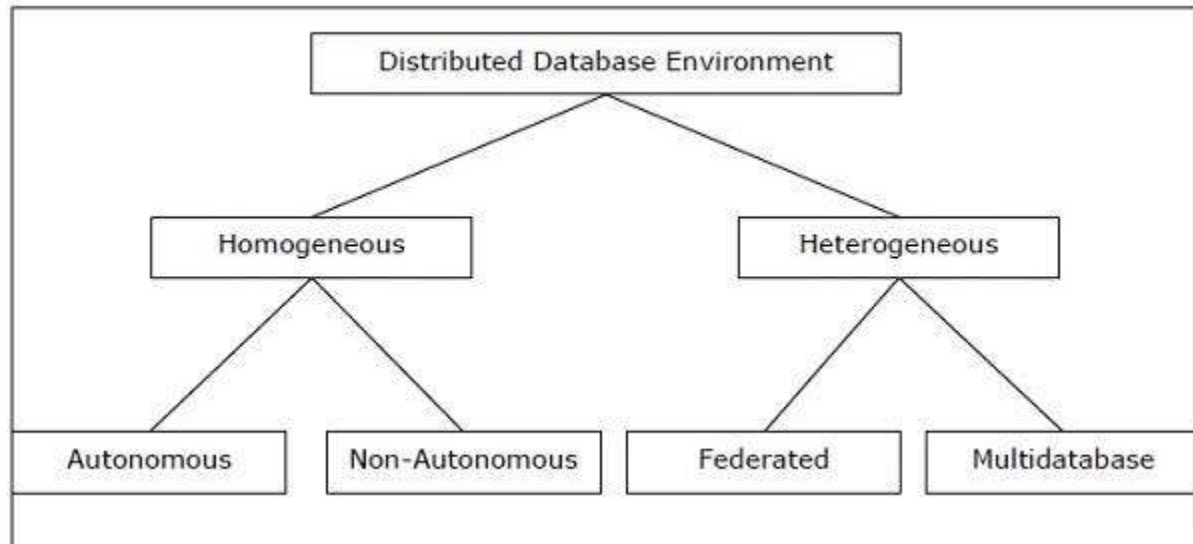 Distributed Database Environment
Homogeneous
Heterogeneous
Autonomous
Non-Autonomous
Federated
Multidatabase